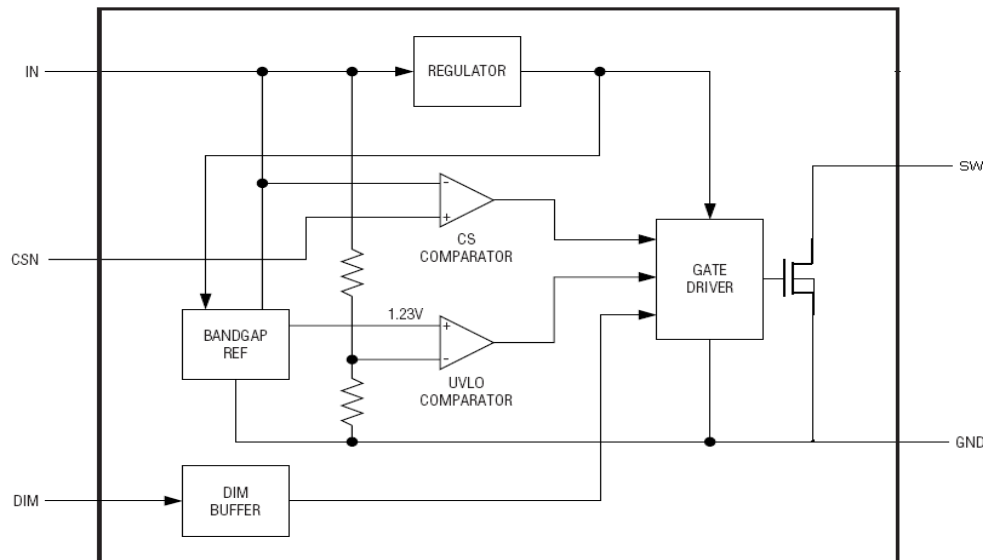 IN
REGULATOR
SW
-
+
CS
COMPARATOR
CSN
GATE
DRIVER
1.23V
BANDGAP
REF
+
-
UVLO
COMPARATOR
GND
DIM
DIM
BUFFER